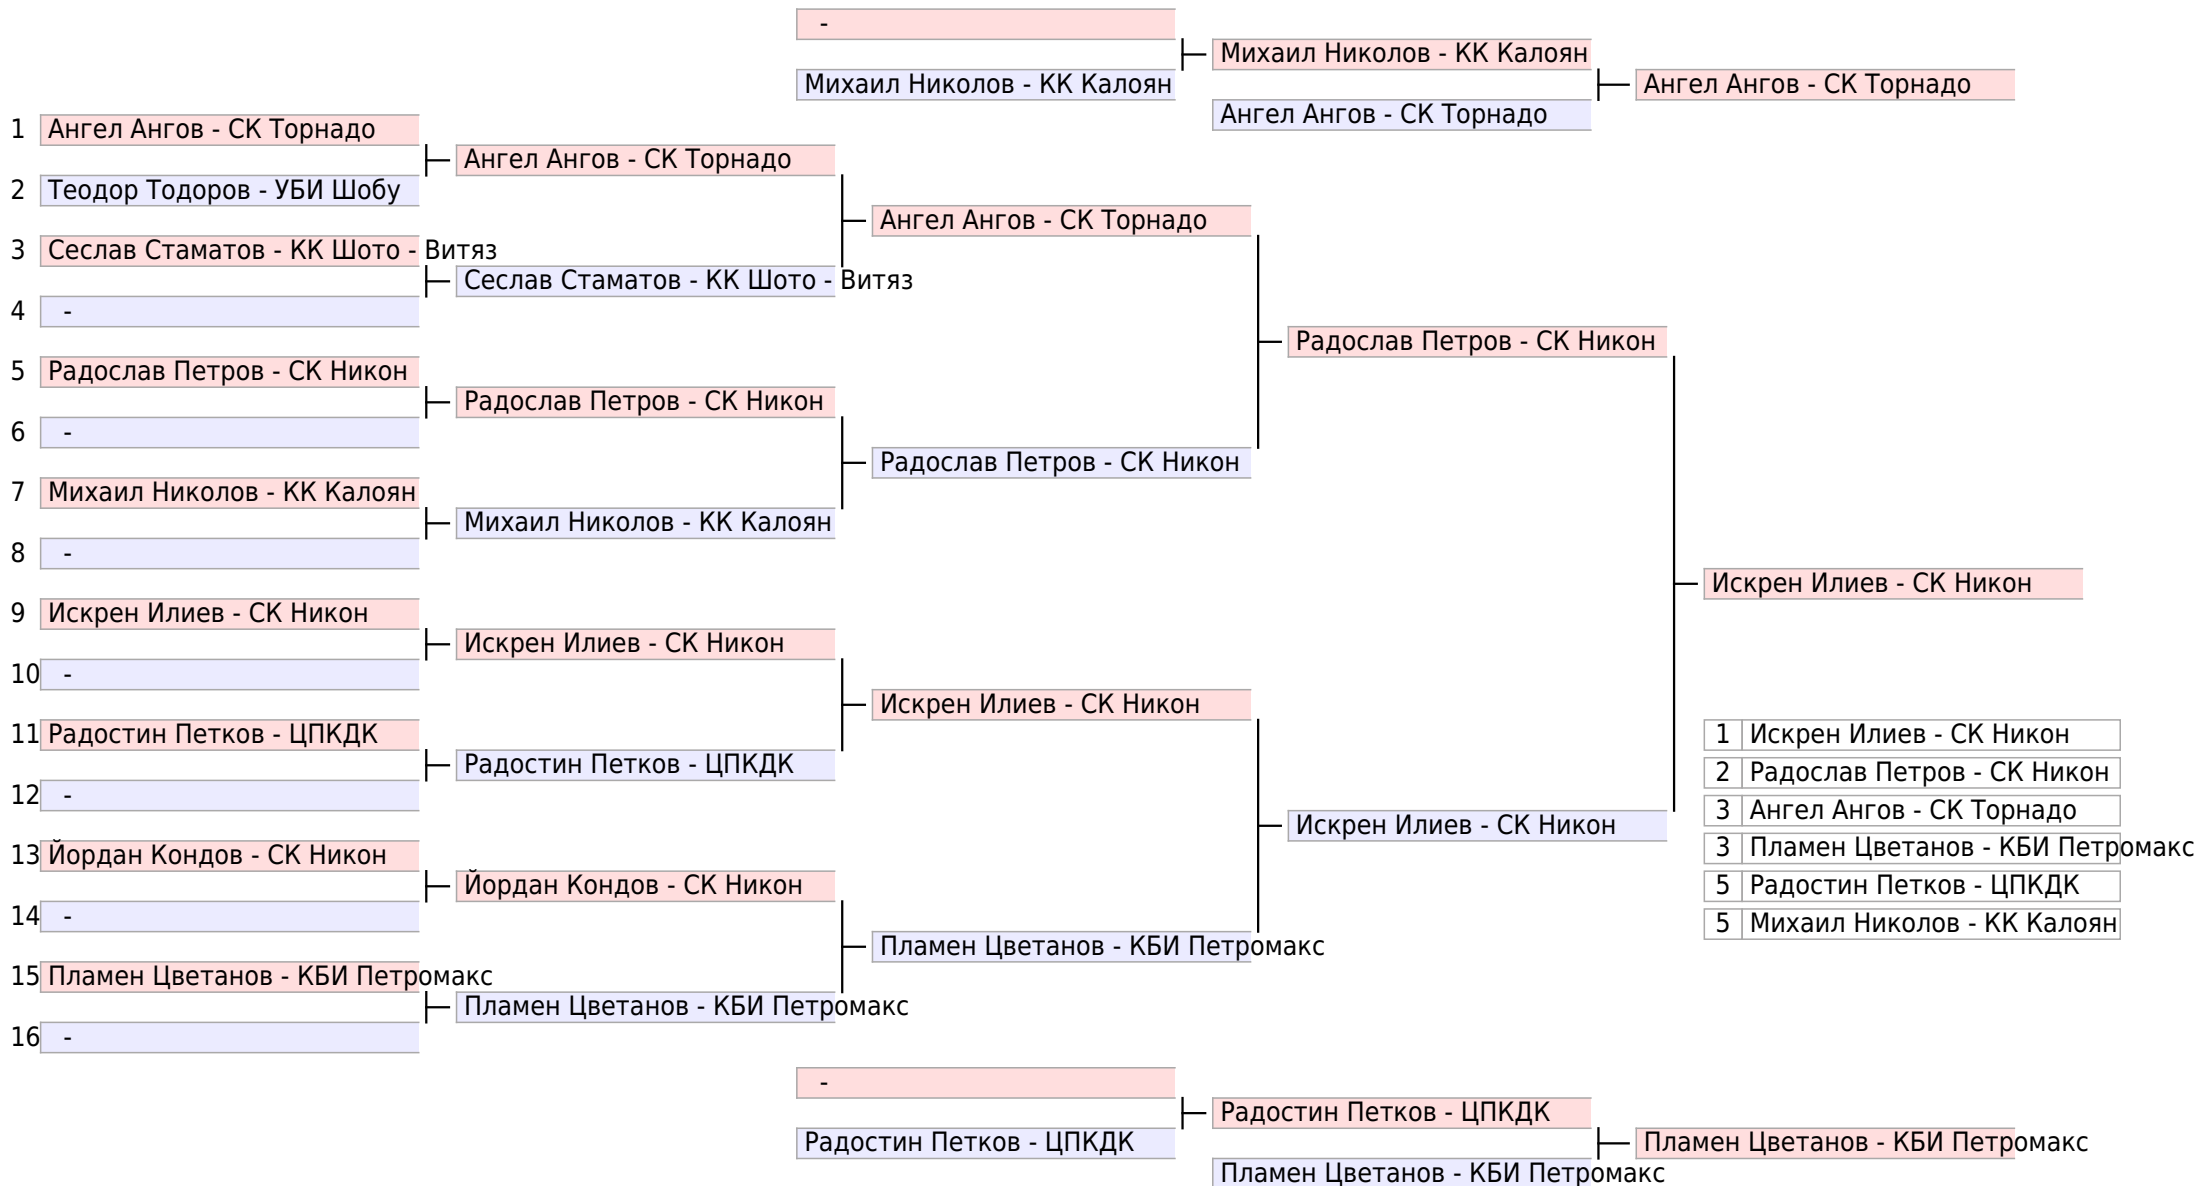 -
Михаил Николов - КК Калоян
Михаил Николов - КК Калоян
Ангел Ангов - СК Торнадо
Ангел Ангов - СК Торнадо
1 Ангел Ангов - СК Торнадо
2 Теодор Тодоров - УБИ Шобу
3 Сеслав Стаматов - КК Шото - Витяз
4 -
5 Радослав Петров - СК Никон
6 -
7 Михаил Николов - КК Калоян
8 -
9 Искрен Илиев - СК Никон
10 -
11 Радостин Петков - ЦПКДК
12 -
13 Йордан Кондов - СК Никон
14 -
15 Пламен Цветанов - КБИ Петромакс
16 -
Ангел Ангов - СК Торнадо
Сеслав Стаматов - КК Шото - Витяз
Радослав Петров - СК Никон
Михаил Николов - КК Калоян
Искрен Илиев - СК Никон
Радостин Петков - ЦПКДК
Йордан Кондов - СК Никон
Пламен Цветанов - КБИ Петромакс
Ангел Ангов - СК Торнадо
Радослав Петров - СК Никон
Искрен Илиев - СК Никон
Пламен Цветанов - КБИ Петромакс
Радослав Петров - СК Никон
Искрен Илиев - СК Никон
Искрен Илиев - СК Никон
1 Искрен Илиев - СК Никон
2 Радослав Петров - СК Никон
3 Ангел Ангов - СК Торнадо
3 Пламен Цветанов - КБИ Петромакс
5 Радостин Петков - ЦПКДК
5 Михаил Николов - КК Калоян
-
Радостин Петков - ЦПКДК
Радостин Петков - ЦПКДК
Пламен Цветанов - КБИ Петромакс
Пламен Цветанов - КБИ Петромакс